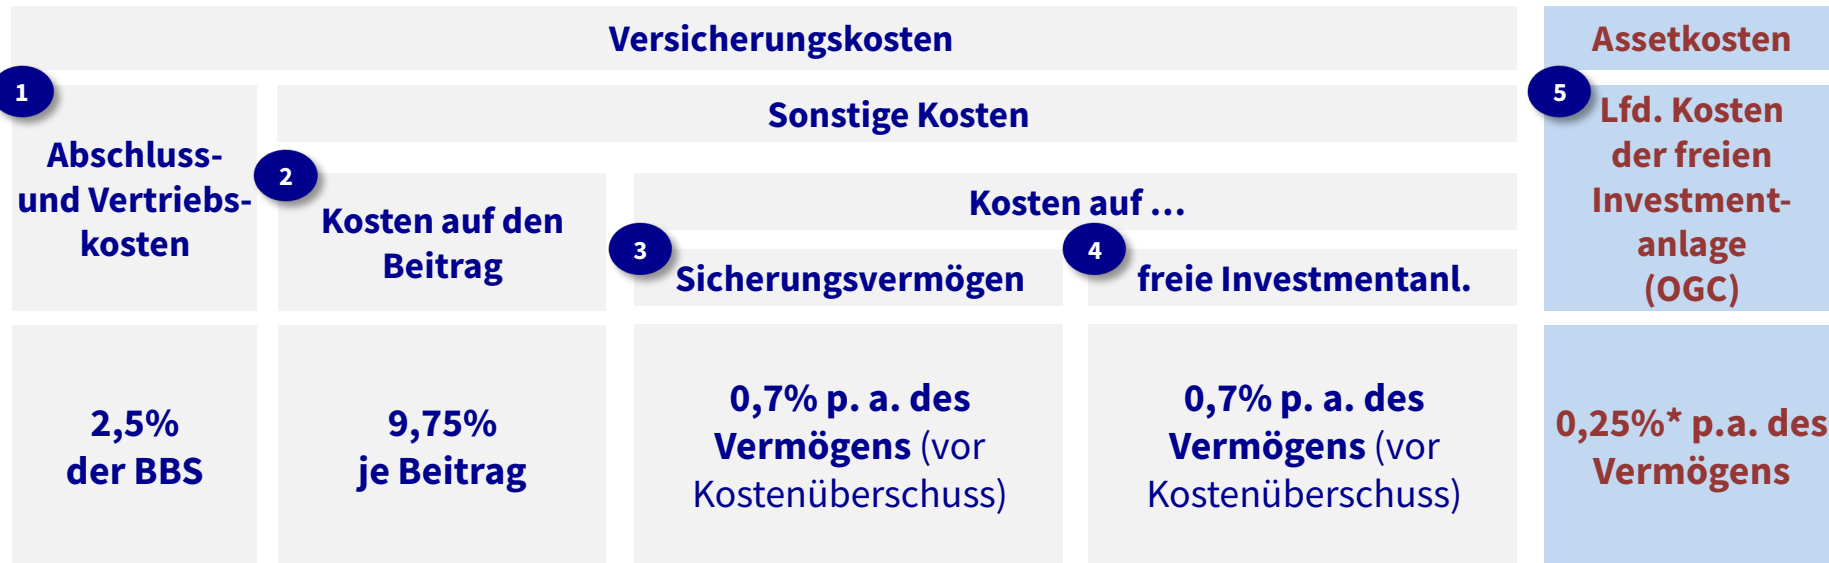 Versicherungskosten
Assetkosten
1
Abschluss-
und Vertriebs-
kosten
Sonstige Kosten
2
Kosten auf den
Beitrag
Kosten auf ...
3
Sicherungsvermögen
4
freie Investmentanl.
5
Lfd. Kosten
der freien
Investment-
anlage
(OGC)
2,5%
der BBS
9,75%
je Beitrag
0,7% p. a. des
Vermögens (vor
Kostenüberschuss)
0,7% p. a. des
Vermögens (vor
Kostenüberschuss)
0,25%* p.a. des
Vermögens